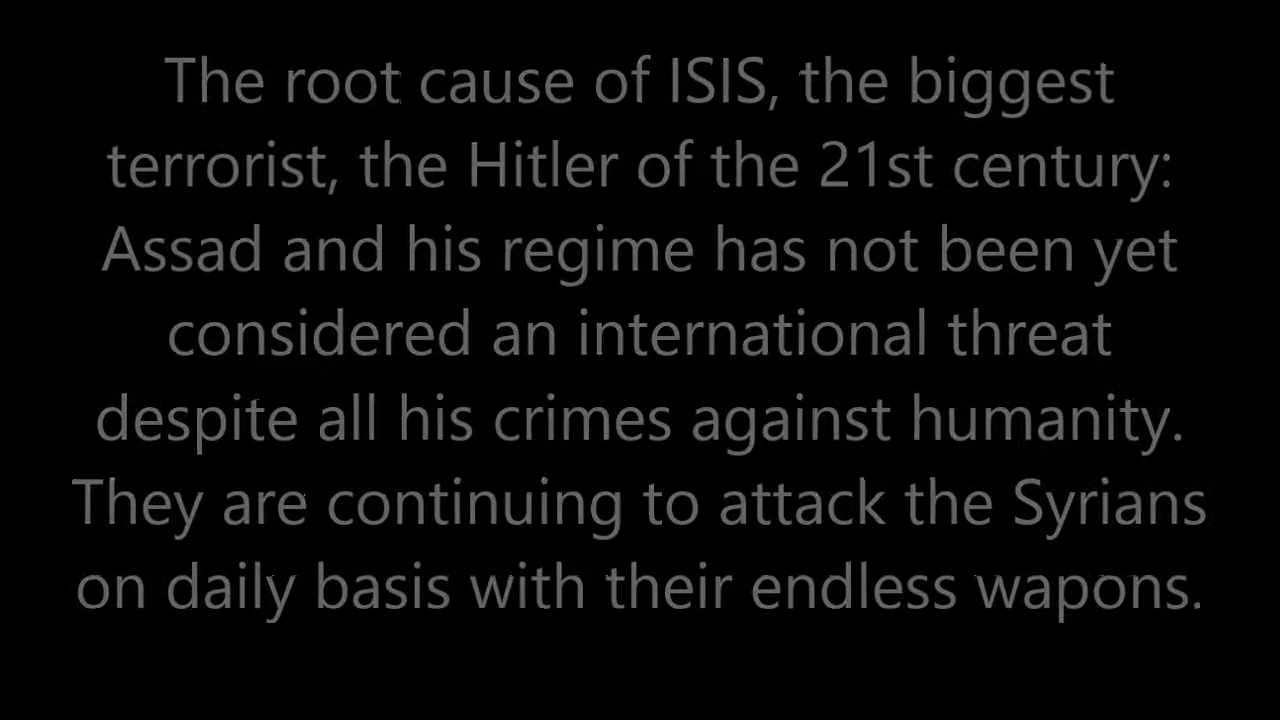 The root cause of ISIS, the biggest
terrorist, the Hitler of the 21st century:
Assad and his regime has not been yet
considered an international threat
despite all his crimes against humanity.
They are continuing to attack the Syrians
on daily basis with their endless wapons.